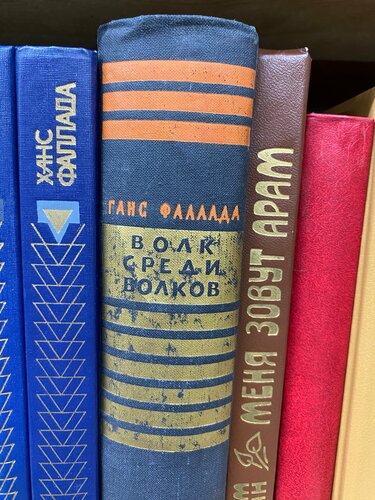 ХАНС
ФАЛЛАДА
ГАНС ФАЛЛАДА
ВОЛК
СРЕДИ
ВОЛКОВ
МЕНЯ ЗОВУТ АРАМ